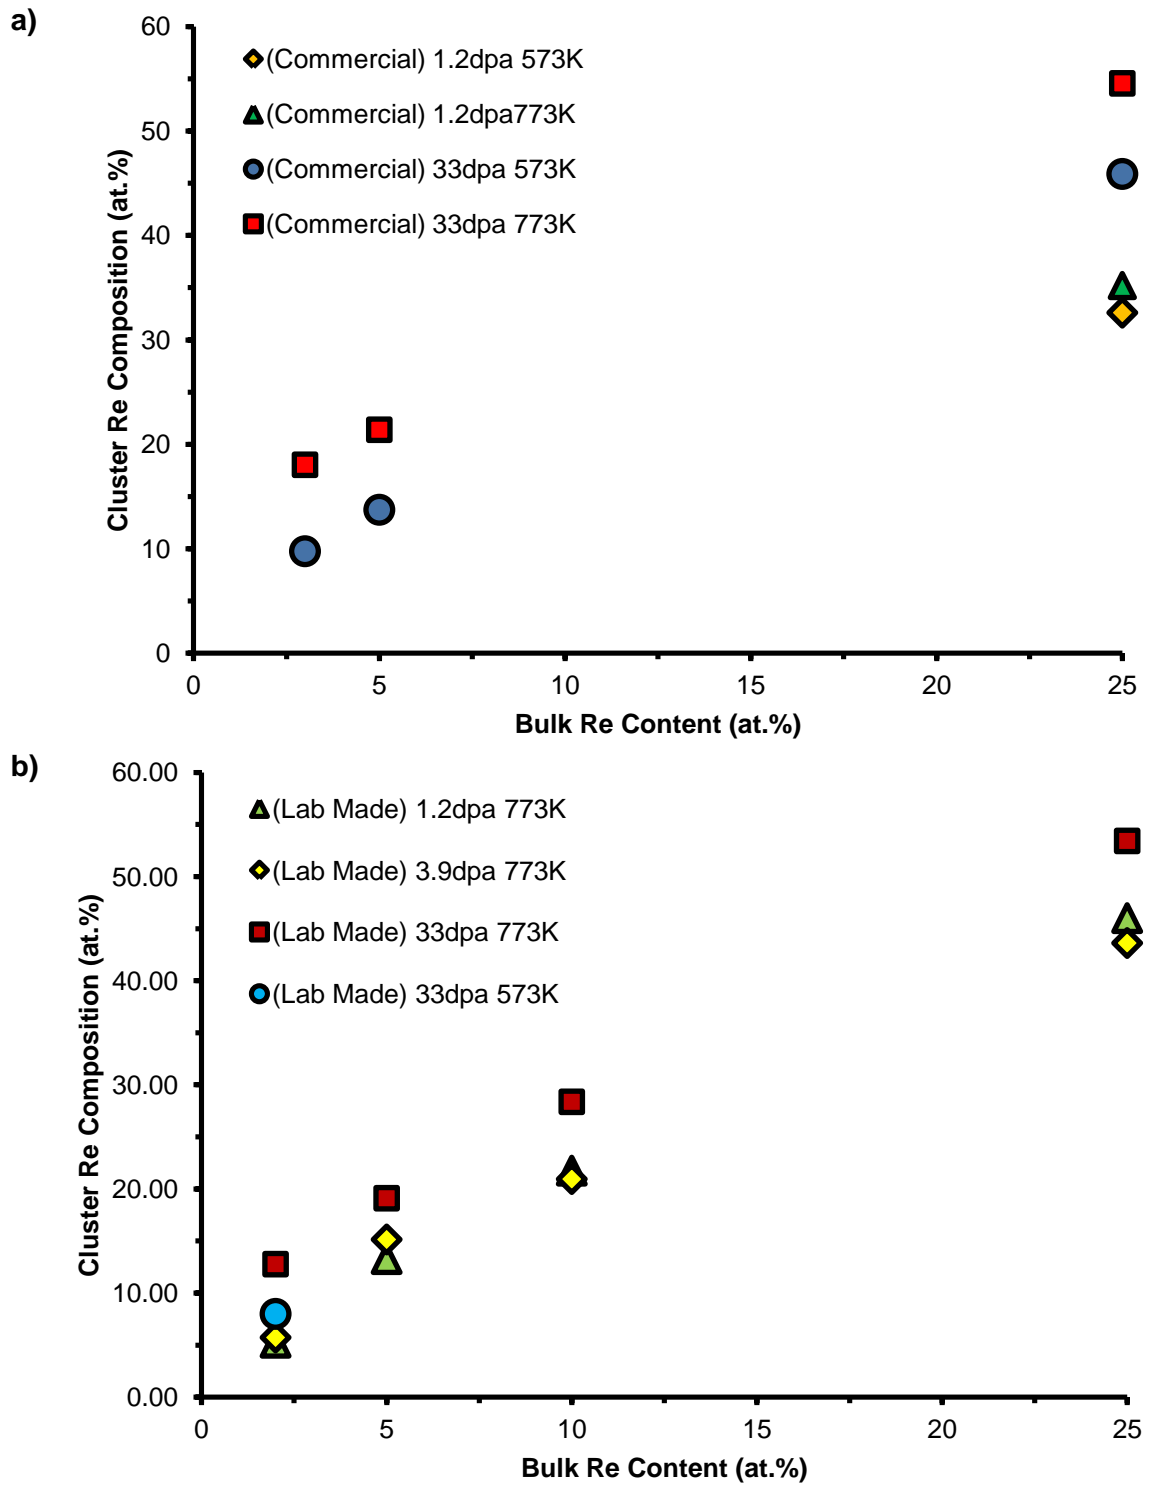 a)
60
50
40
30
20
10
0
Cluster Re Composition (at.%)
(Commercial) 1.2dpa 573K
(Commercial) 1.2dpa773K
(Commercial) 33dpa 573K
(Commercial) 33dpa 773K
0 5 10 15 20 25
Bulk Re Content (at.%)
b)
60.00
50.00
40.00
30.00
20.00
10.00
0.00
Cluster Re Composition (at.%)
(Lab Made) 1.2dpa 773K
(Lab Made) 3.9dpa 773K
(Lab Made) 33dpa 773K
(Lab Made) 33dpa 573K
0 5 10 15 20 25
Bulk Re Content (at.%)